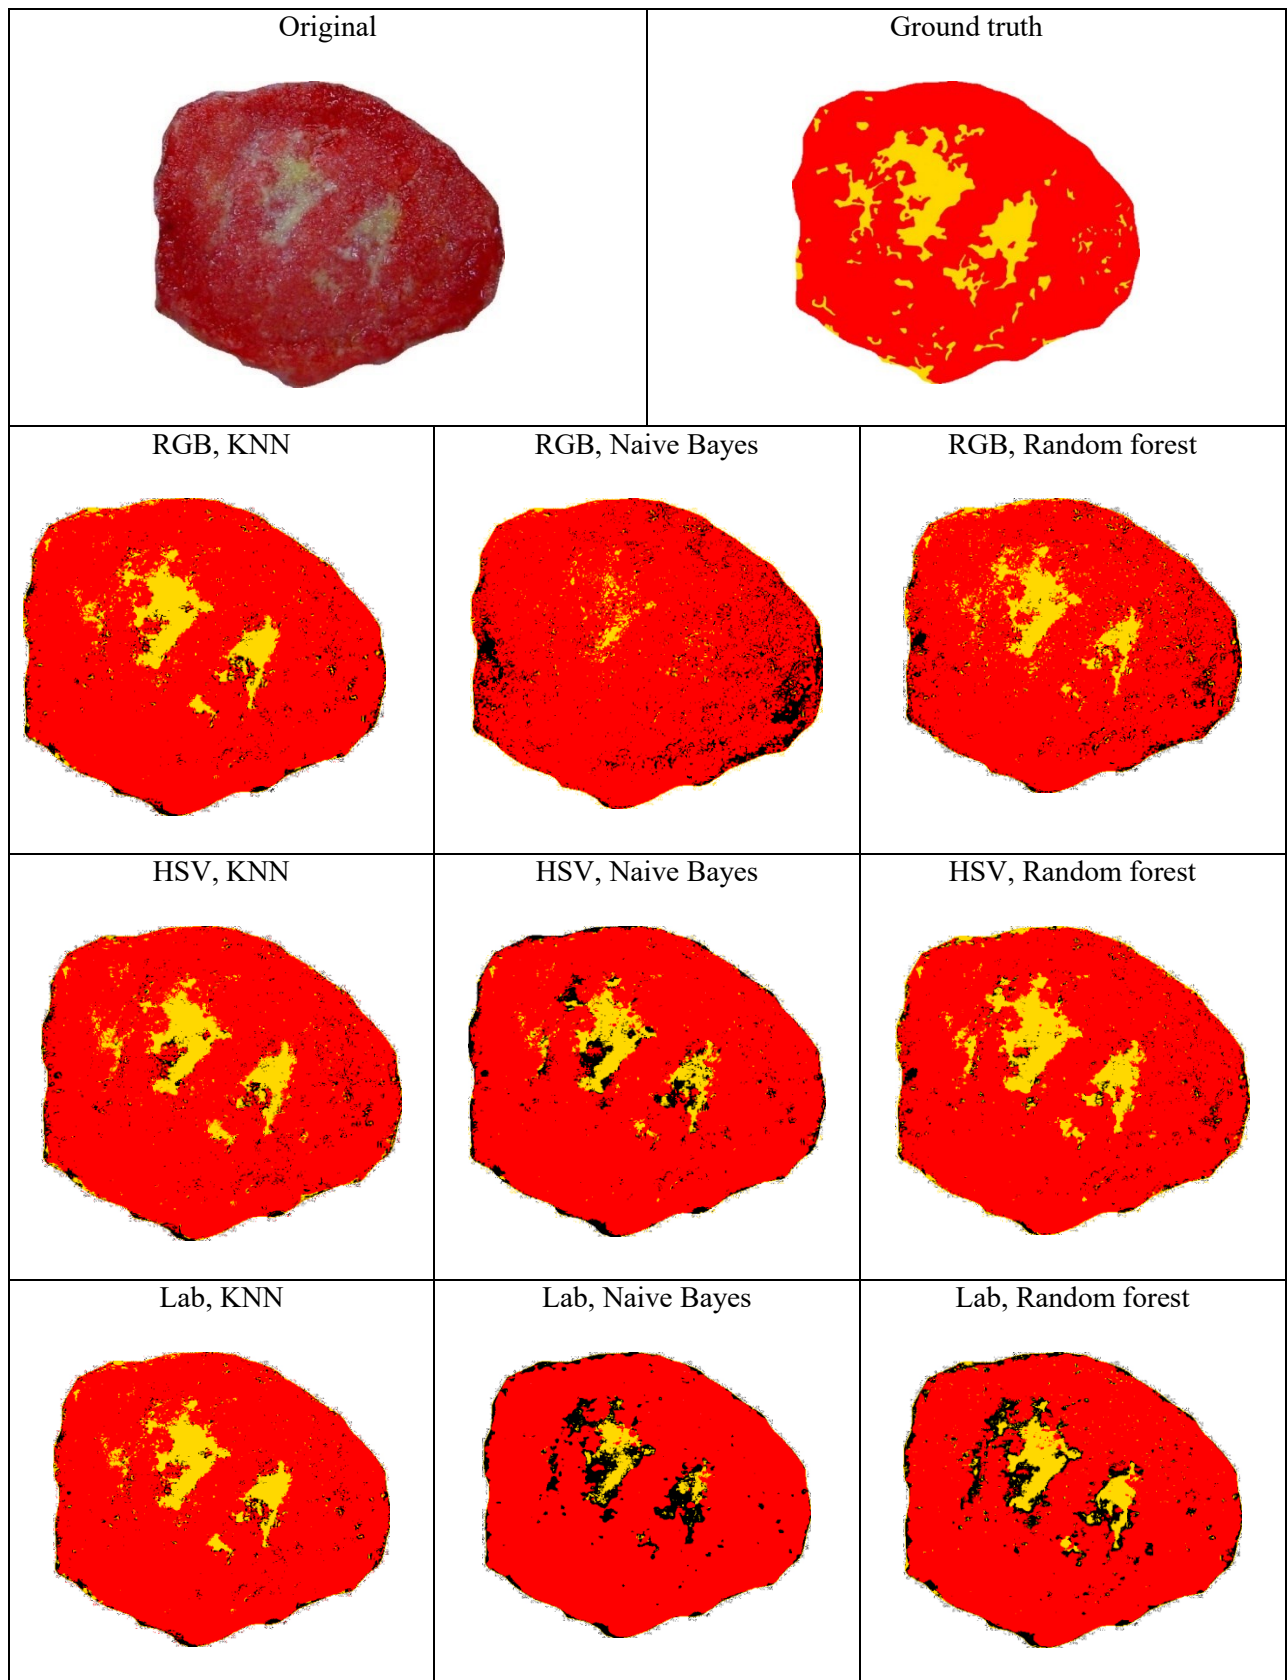 Original
Ground truth
RGB, KNN
RGB, Naive Bayes
RGB, Random forest
HSV, KNN
HSV, Naive Bayes
HSV, Random forest
Lab, KNN
Lab, Naive Bayes
Lab, Random forest